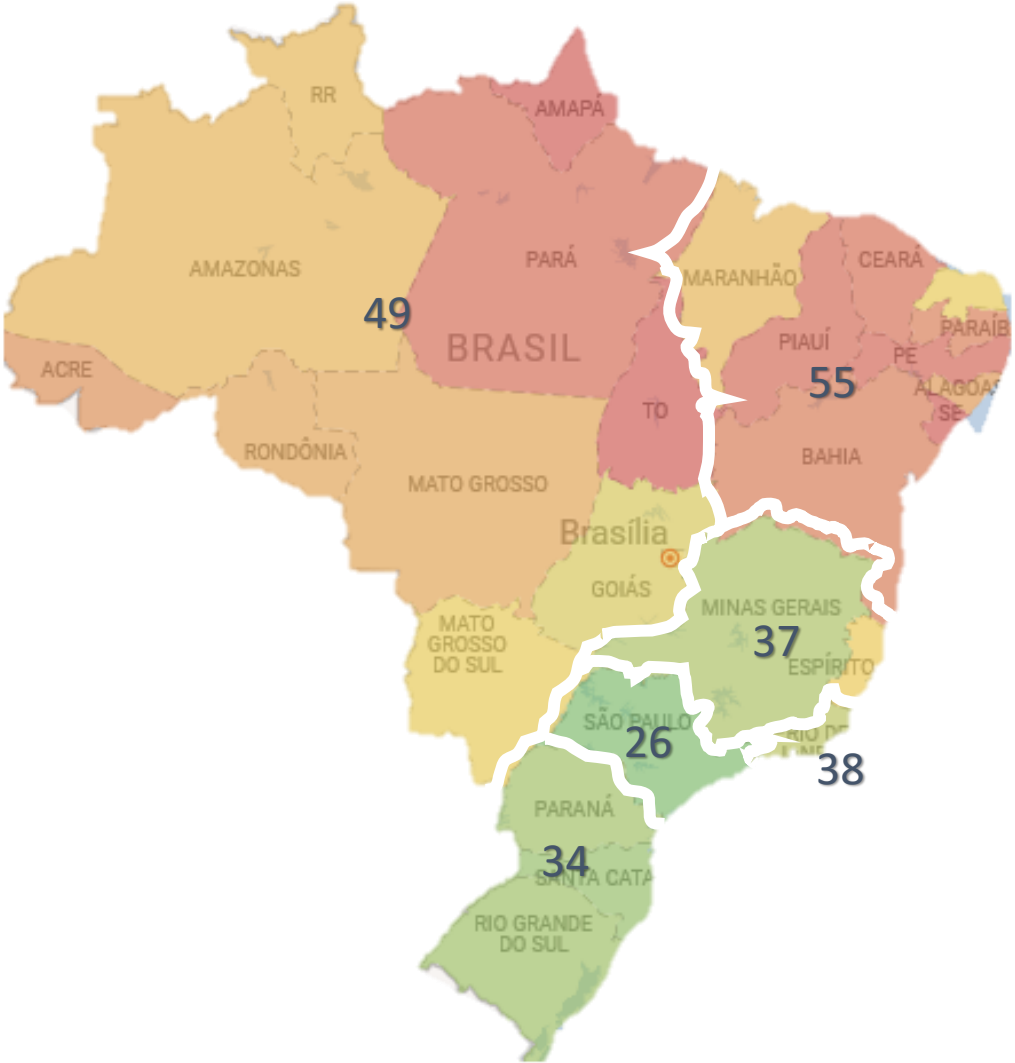 RR
AMAPÁ
AMAZONAS
PARÁ
MARANHÃO
CEARÁ
49
BRASIL
PARAÍB
PIAUÍ
PE
ACRE
55
ALAGOAS
TO
SE
RONDÔNIA
BAHIA
MATO GROSSO
Brasília
GOIÁS
MINAS GERAIS
MATO
GROSSO
DO SUL
37
ESPÍRITO
SÃO PAULO
26
RIO DE
38
PARANÁ
34
SANTA CATA
RIO GRANDE
DO SUL